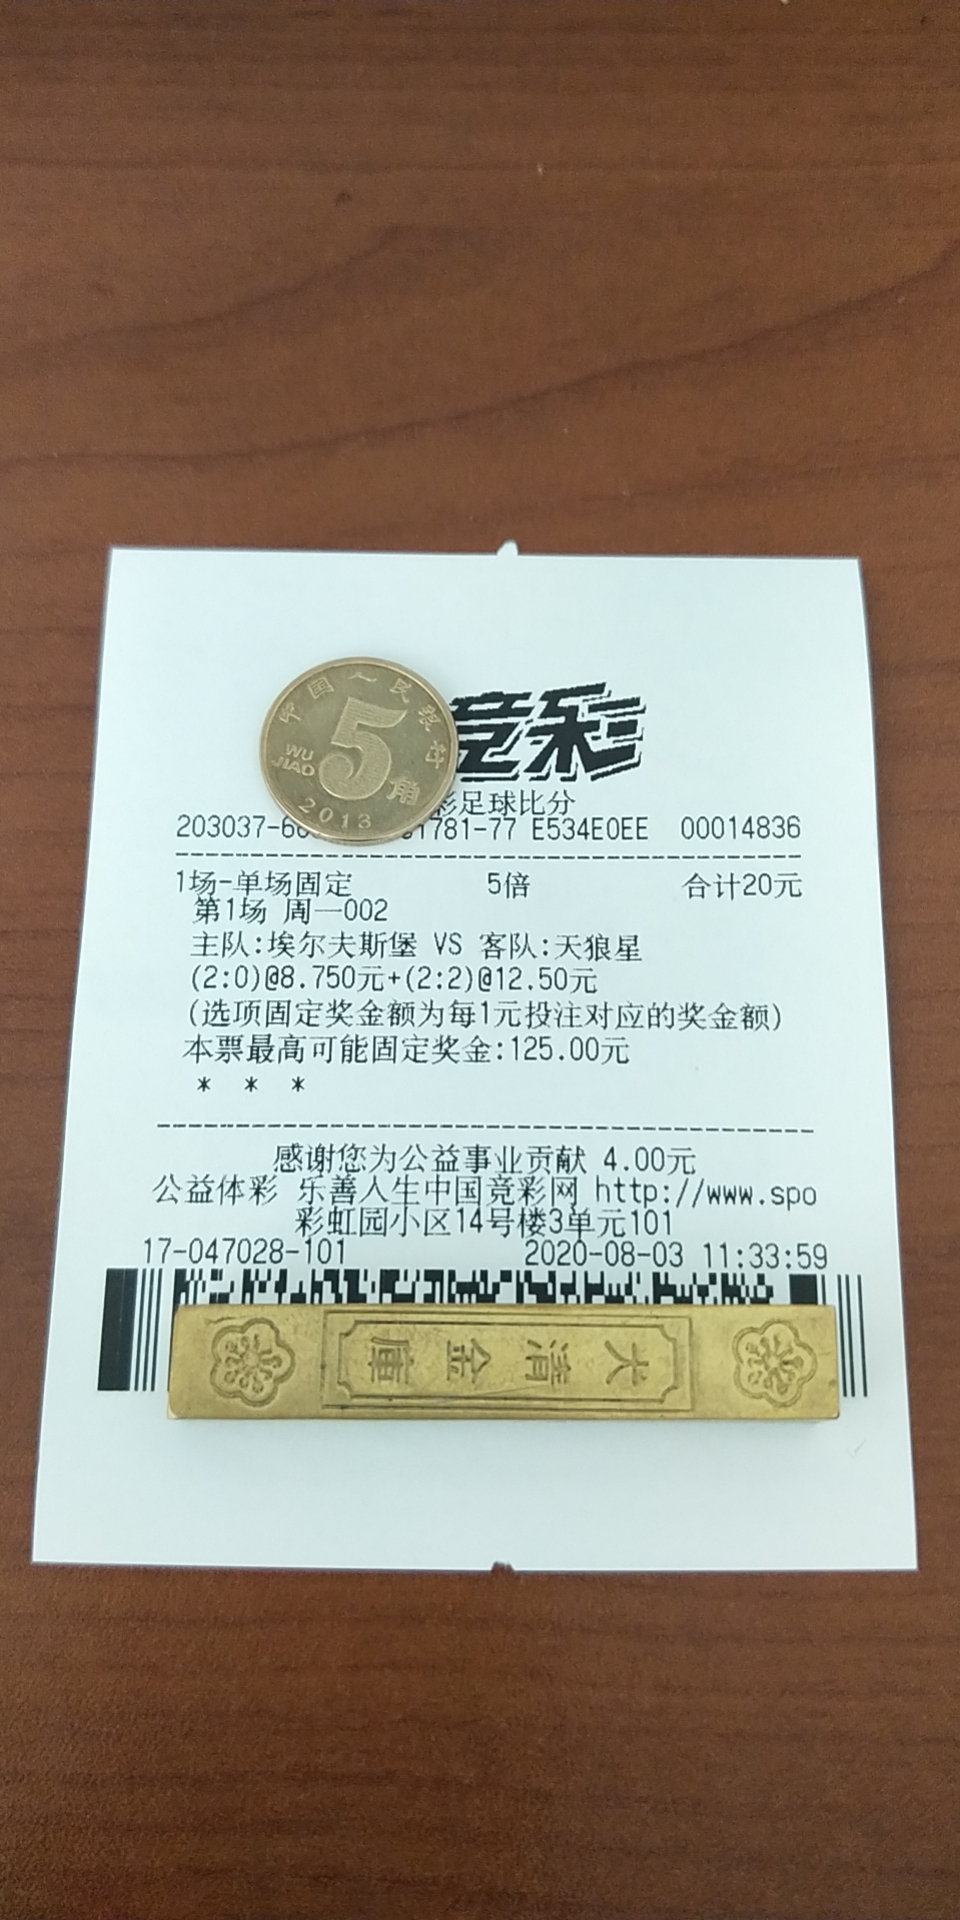 中国人民银行
5
WU
JIAO
角
2013
竞彩
彩足球比分
203037-60 1781-77 E534E0EE 00014836
1场-单场固定 5倍 合计20元
第1场 周一002
主队:埃尔夫斯堡 VS 客队:天狼星
(2:0)@8.750元+(2:2)@12.50元
(选项固定奖金额为每1元投注对应的奖金额)
本票最高可能固定奖金:125.00元
* * *
感谢您为公益事业贡献 4.00元
公益体彩 乐善人生中国竞彩网 http://www.spo
彩虹园小区14号楼3单元101
17-047028-101 2020-08-03 11:33:59
大清金庫